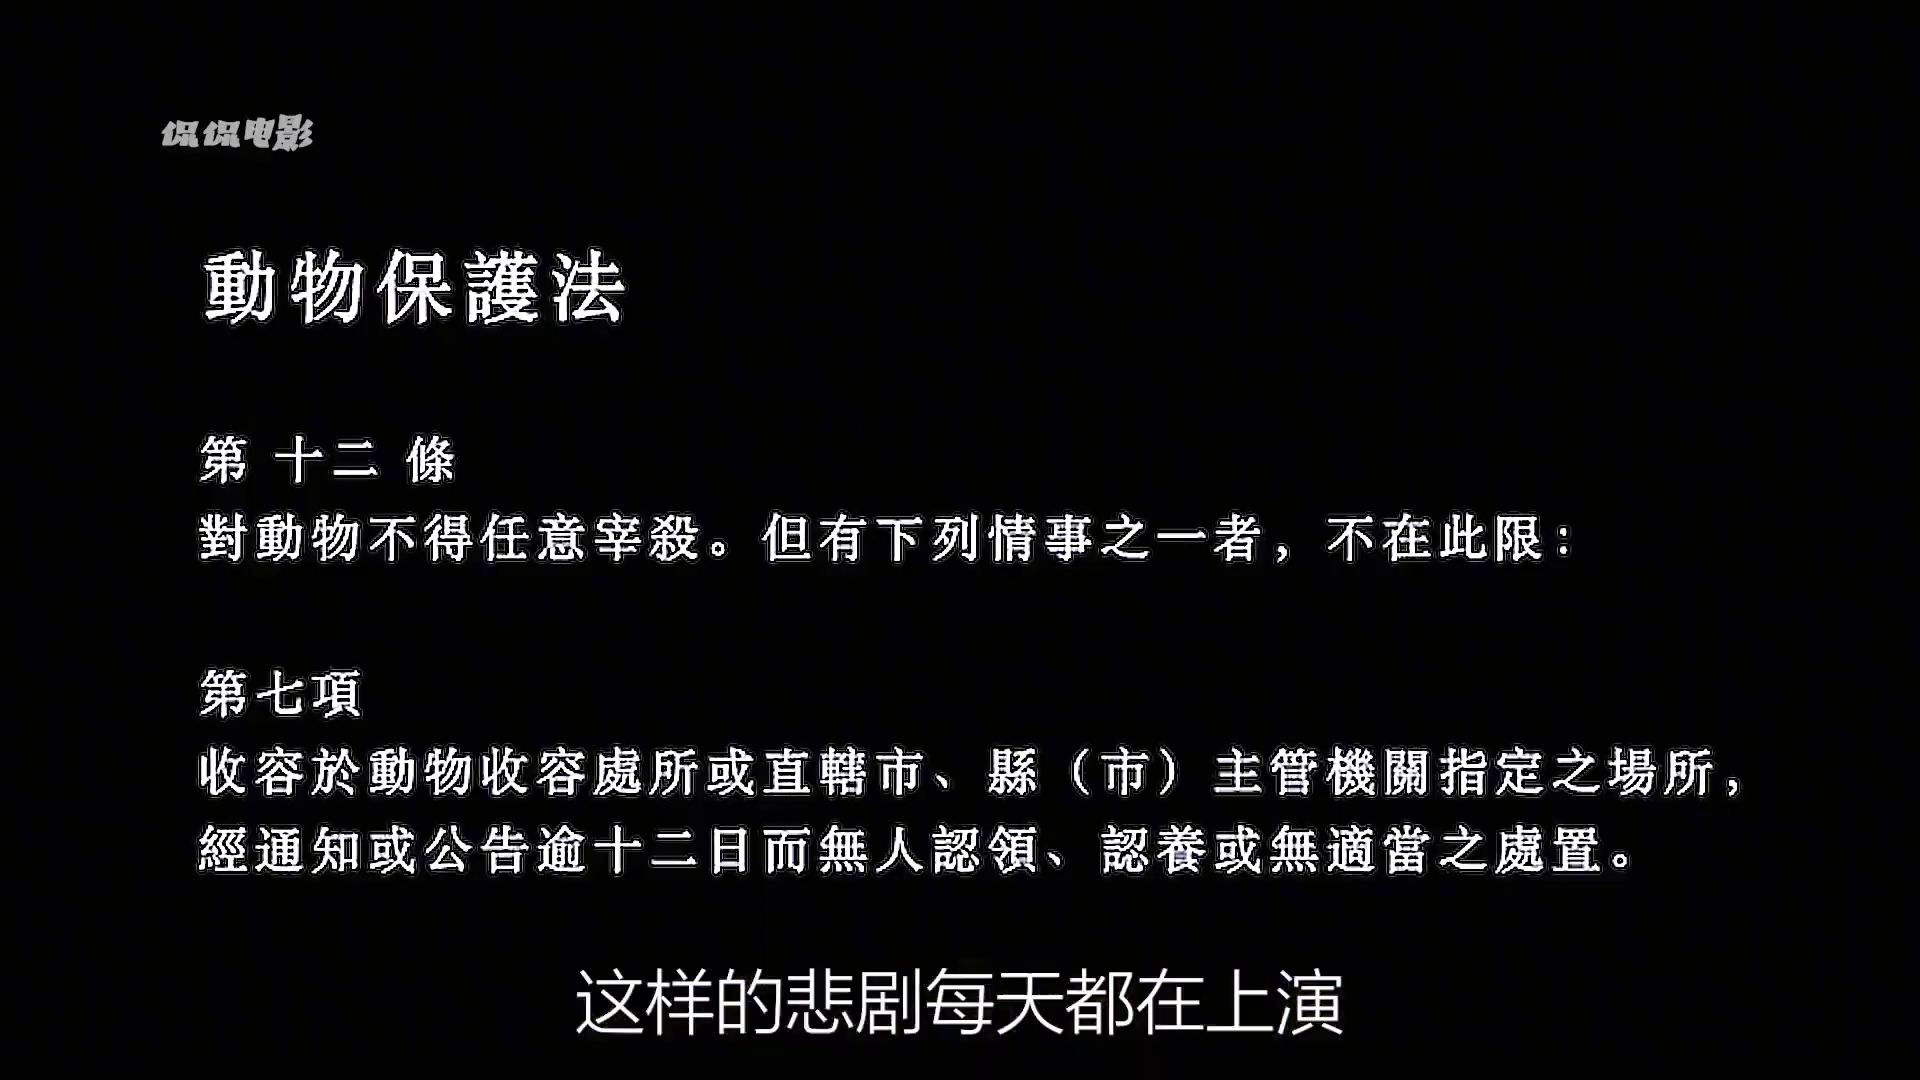 侃侃电影
動物保護法
第 十二 條
對動物不得任意宰殺。但有下列情事之一者，不在此限：
第七項
收容於動物收容處所或直轄市、縣（市）主管機關指定之場所，
經通知或公告逾十二日而無人認領、認養或無適當之處置。
这样的悲剧每天都在上演